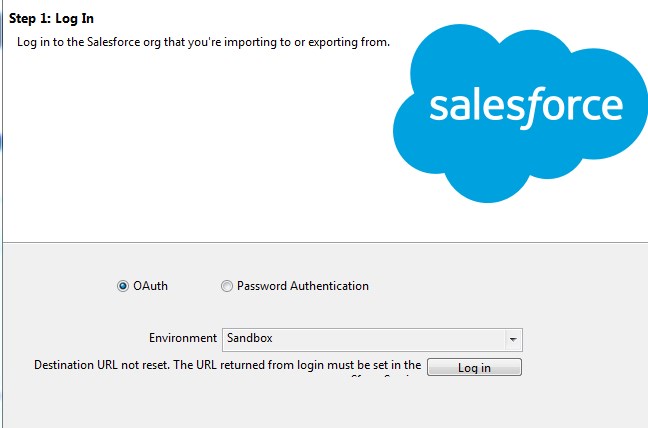 Step 1: Log In
Log in to the Salesforce org that you're importing to or exporting from.
salesforce
OAuth
Password Authentication
Environment
Sandbox
Destination URL not reset. The URL returned from login must be set in the
Log in